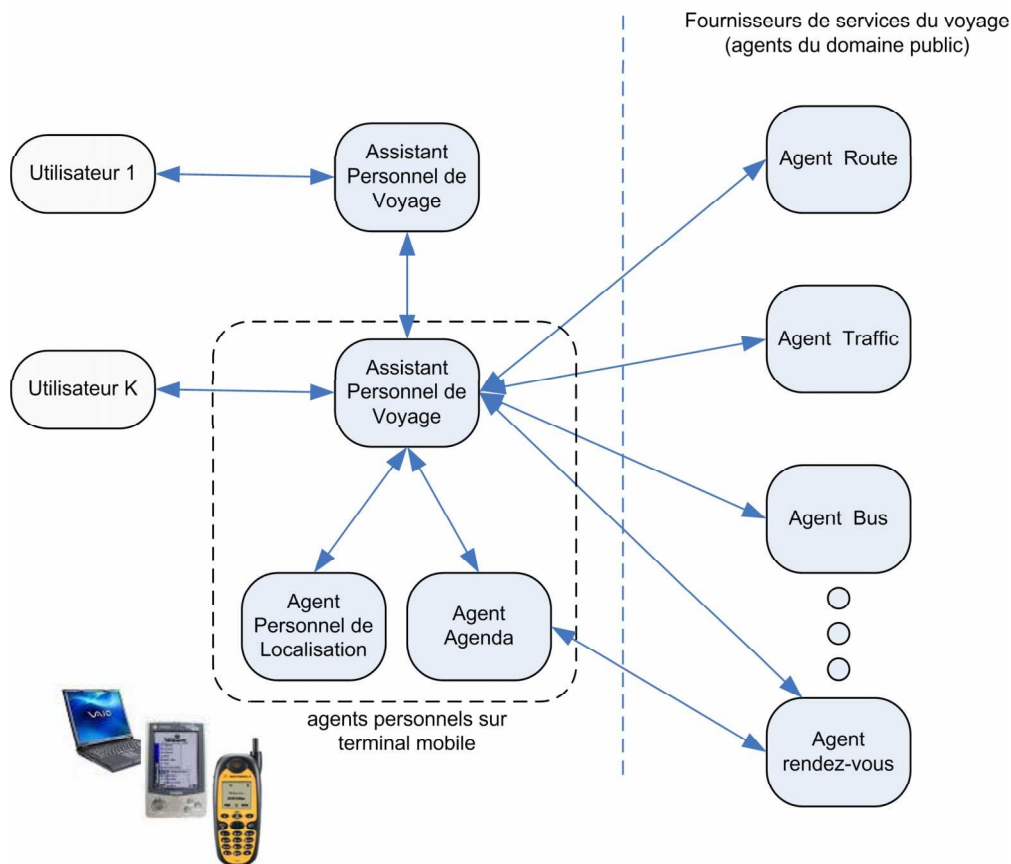 Fournisseurs de services du voyage
(agents du domaine public)
Utilisateur 1
Assistant
Personnel de
Voyage
Agent Route
Utilisateur K
Assistant
Personnel de
Voyage
Agent Traffic
Agent Bus
Agent
Personnel de
Localisation
Agent
Agenda
agents personnels sur
terminal mobile
Agent
rendez-vous
VAIO